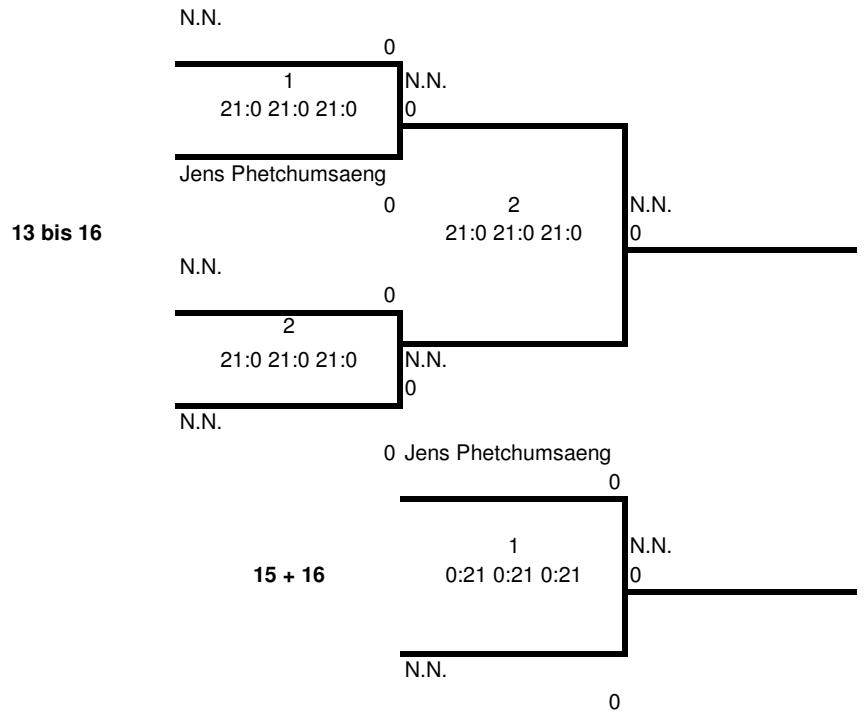 N.N.
0
1
N.N.
21:0 21:0 21:0
0
Jens Phetchumsaeng
0
2
N.N.
13 bis 16
21:0 21:0 21:0
0
N.N.
0
2
21:0 21:0 21:0
N.N.
0
N.N.
0 Jens Phetchumsaeng
0
1
N.N.
15 + 16
0:21 0:21 0:21
0
N.N.
0